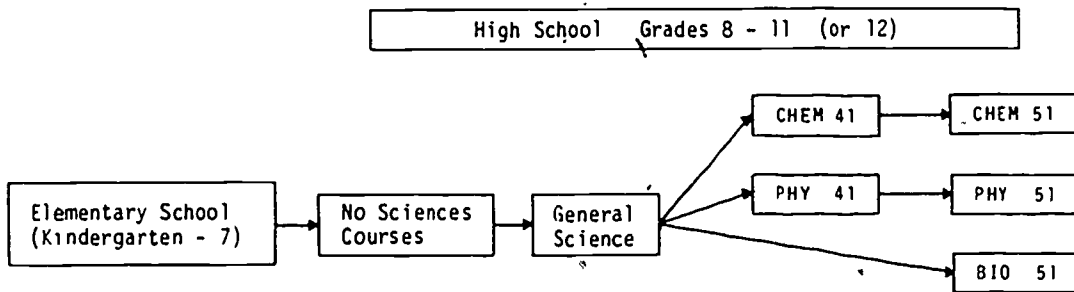 High School Grades 8 - 11 (or 12)
CHEM 41
CHEM 51
PHY 41
PHY 51
Elementary School
(Kindergarten - 7)
No Sciences
Courses
General
Science
BIO 51